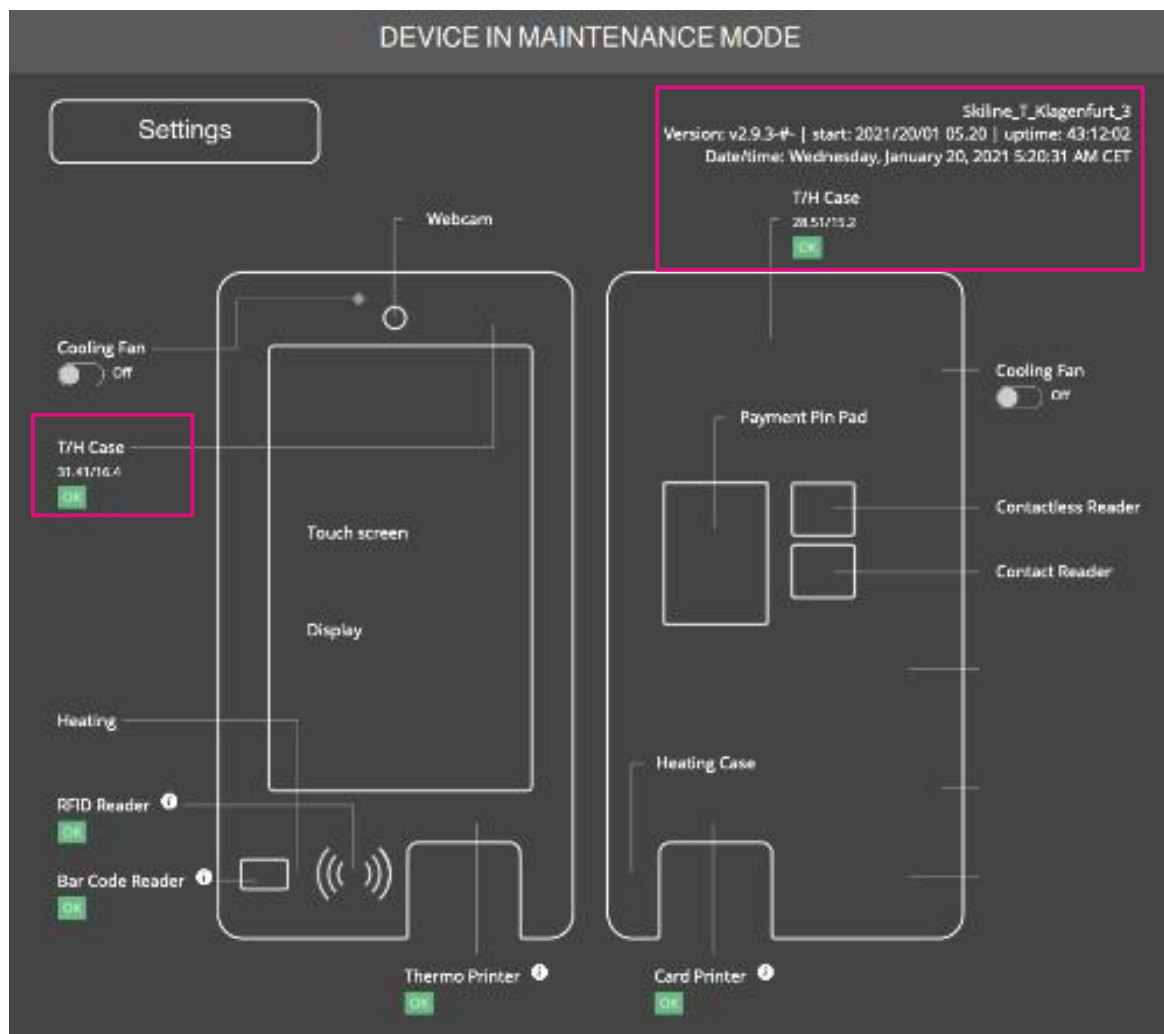 DEVICE IN MAINTENANCE MODE
Settings
Skiline_T_Klagenfurt_3
Version: v2.9.3-#- | start: 2021/20/01 05.20 | uptime: 43:12:02
Date/time: Wednesday, January 20, 2021 5:20:31 AM CET
T/H Case
28.51/15.2
OK
Webcam
Cooling Fan
Off
Cooling Fan
Off
T/H Case
31.41/16.4
OK
Payment Pin Pad
Contactless Reader
Contact Reader
Touch screen
Display
Heating
Heating Case
RFID Reader i
OK
Bar Code Reader i
OK
Thermo Printer i
OK
Card Printer i
OK